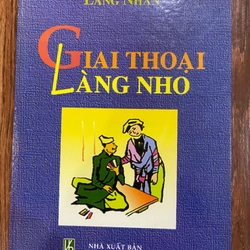 LÃNG NHÂN
GIAI THOẠI
LÀNG NHO
NHÀ XUẤT BẢN